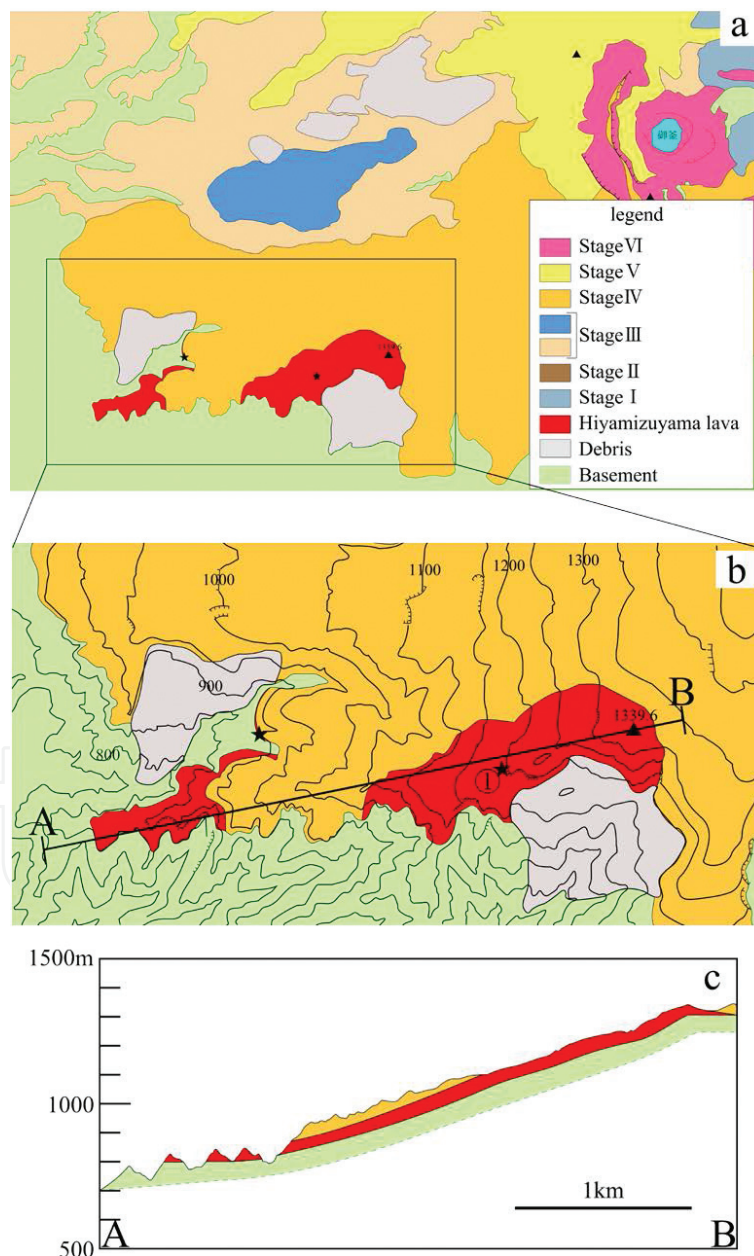 a
legend
Stage VI
Stage V
Stage IV
Stage III
Stage II
Stage I
Hiyamizuyama lava
Debris
Basement
b
1000
1100
1200
1300
900
800
1339.6
B
A
1
1500m
c
1000
1km
500
A
B